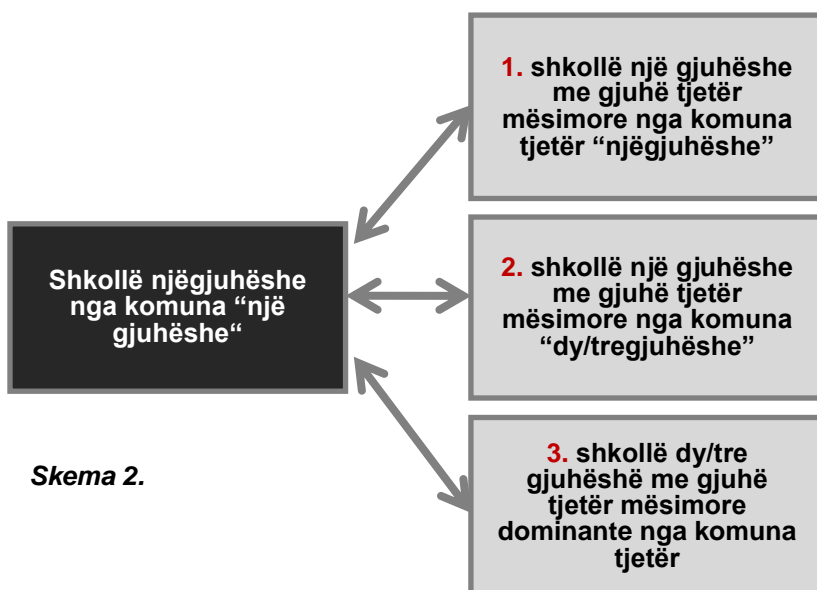 1. shkollë një gjuhëshe
me gjuhë tjetër
mësimore nga komuna
tjetër “njëgjuhëshe”
Shkollë njëgjuhëshe
nga komuna “një
gjuhëshe“
2. shkollë një gjuhëshe
me gjuhë tjetër
mësimore nga komuna
“dy/tregjuhëshe”
Skema 2.
3. shkollë dy/tre
gjuhëshë me gjuhë
tjetër mësimore
dominante nga komuna
tjetër